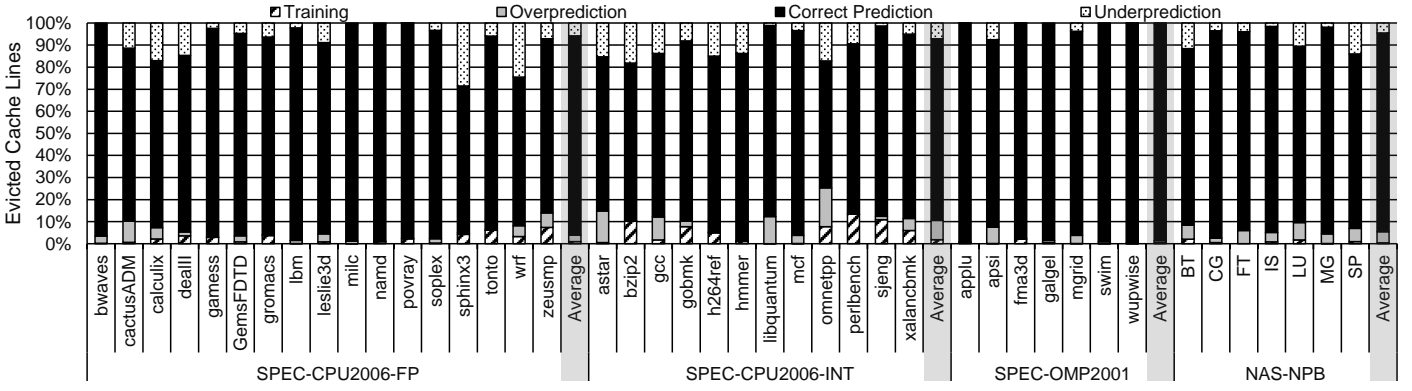 Training Overprediction Correct Prediction Underprediction
Evicted Cache Lines
100%
90%
80%
70%
60%
50%
40%
30%
20%
10%
0%
bwaves
cactusADM
calculix
dealII
gamess
GemsFDTD
gromacs
lbm
leslie3d
milc
namd
povray
soplex
sphinx3
tonto
wrf
zeusmp
Average
astar
bzip2
gcc
gobmk
h264ref
hmmer
libquantum
mcf
omnetpp
perlbench
sjeng
xalancbmk
Average
applu
apsi
fma3d
galgel
mgrid
swim
wupwise
Average
BT
CG
FT
IS
LU
MG
SP
Average
SPEC-CPU2006-FP SPEC-CPU2006-INT SPEC-OMP2001 NAS-NPB